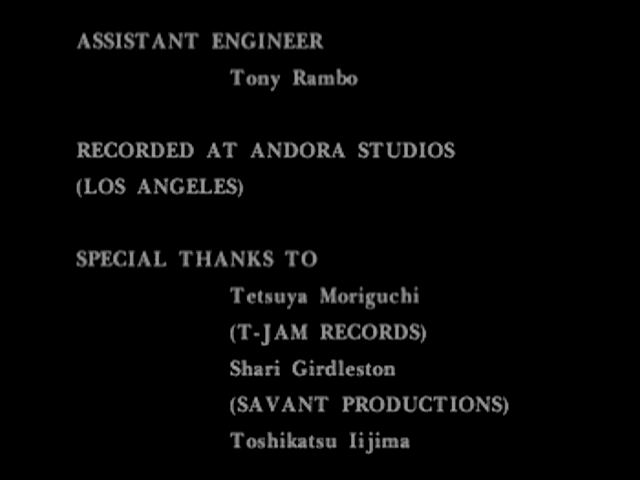 ASSISTANT ENGINEER
Tony Rambo
RECORDED AT ANDORA STUDIOS
(LOS ANGELES)
SPECIAL THANKS TO
Tetsuya Moriguchi
(T-JAM RECORDS)
Shari Girdleston
(SAVANT PRODUCTIONS)
Toshikatsu Iijima